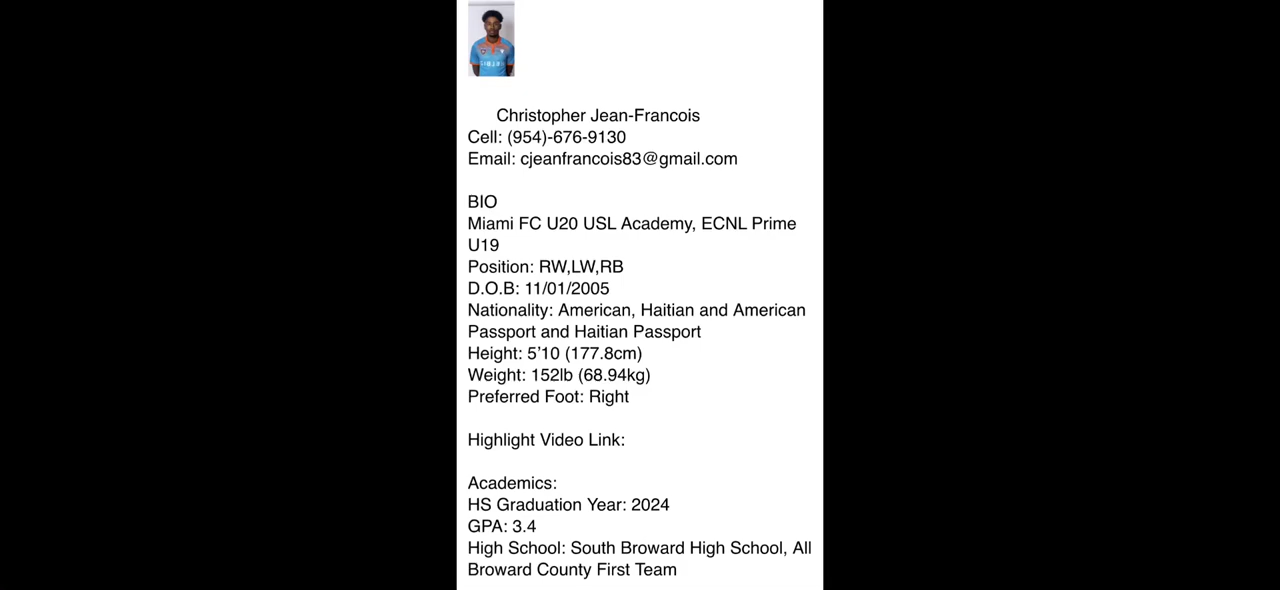 Christopher Jean-Francois
Cell: (954)-676-9130
Email: cjeanfrancois83@gmail.com
BIO
Miami FC U20 USL Academy, ECNL Prime
U19
Position: RW,LW,RB
D.O.B: 11/01/2005
Nationality: American, Haitian and American
Passport and Haitian Passport
Height: 5’10 (177.8cm)
Weight: 152lb (68.94kg)
Preferred Foot: Right
Highlight Video Link:
Academics:
HS Graduation Year: 2024
GPA: 3.4
High School: South Broward High School, All
Broward County First Team